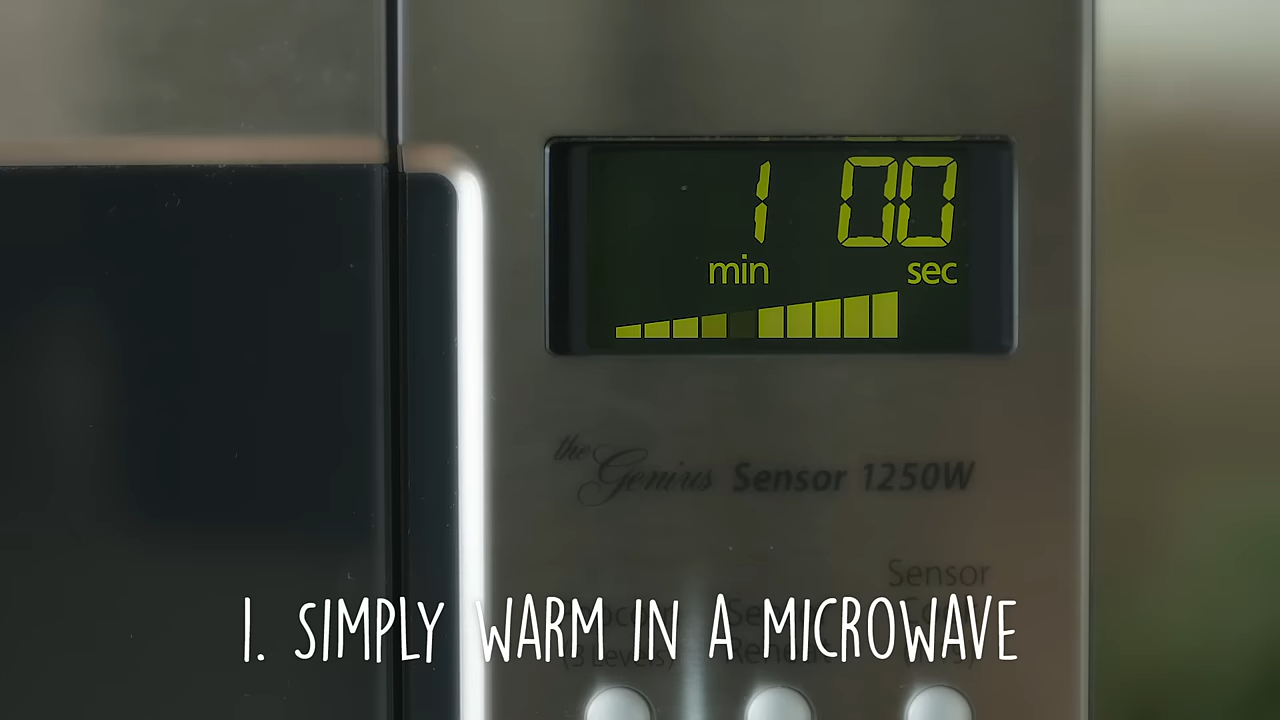 1 00
min sec
the Genius Sensor 1250W
Sensor
1. SIMPLY WARM IN A MICROWAVE